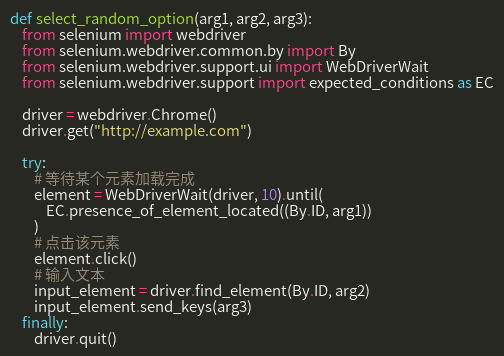 def select_random_option(arg1, arg2, arg3):
from selenium import webdriver
from selenium.webdriver.common.by import By
from selenium.webdriver.support.ui import WebDriverWait
from selenium.webdriver.support import expected_conditions as EC
driver = webdriver.Chrome()
driver.get("http://example.com")
try:
# 等待某个元素加载完成
element = WebDriverWait(driver, 10).until(
EC.presence_of_element_located((By.ID, arg1))
)
# 点击该元素
element.click()
# 输入文本
input_element = driver.find_element(By.ID, arg2)
input_element.send_keys(arg3)
finally:
driver.quit()